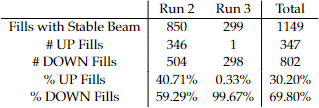 Run 2 Run 3 Total
Fills with Stable Beam 850 299 1149
# UP Fills 346 1 347
# DOWN Fills 504 298 802
% UP Fills 40.71% 0.33% 30.20%
% DOWN Fills 59.29% 99.67% 69.80%